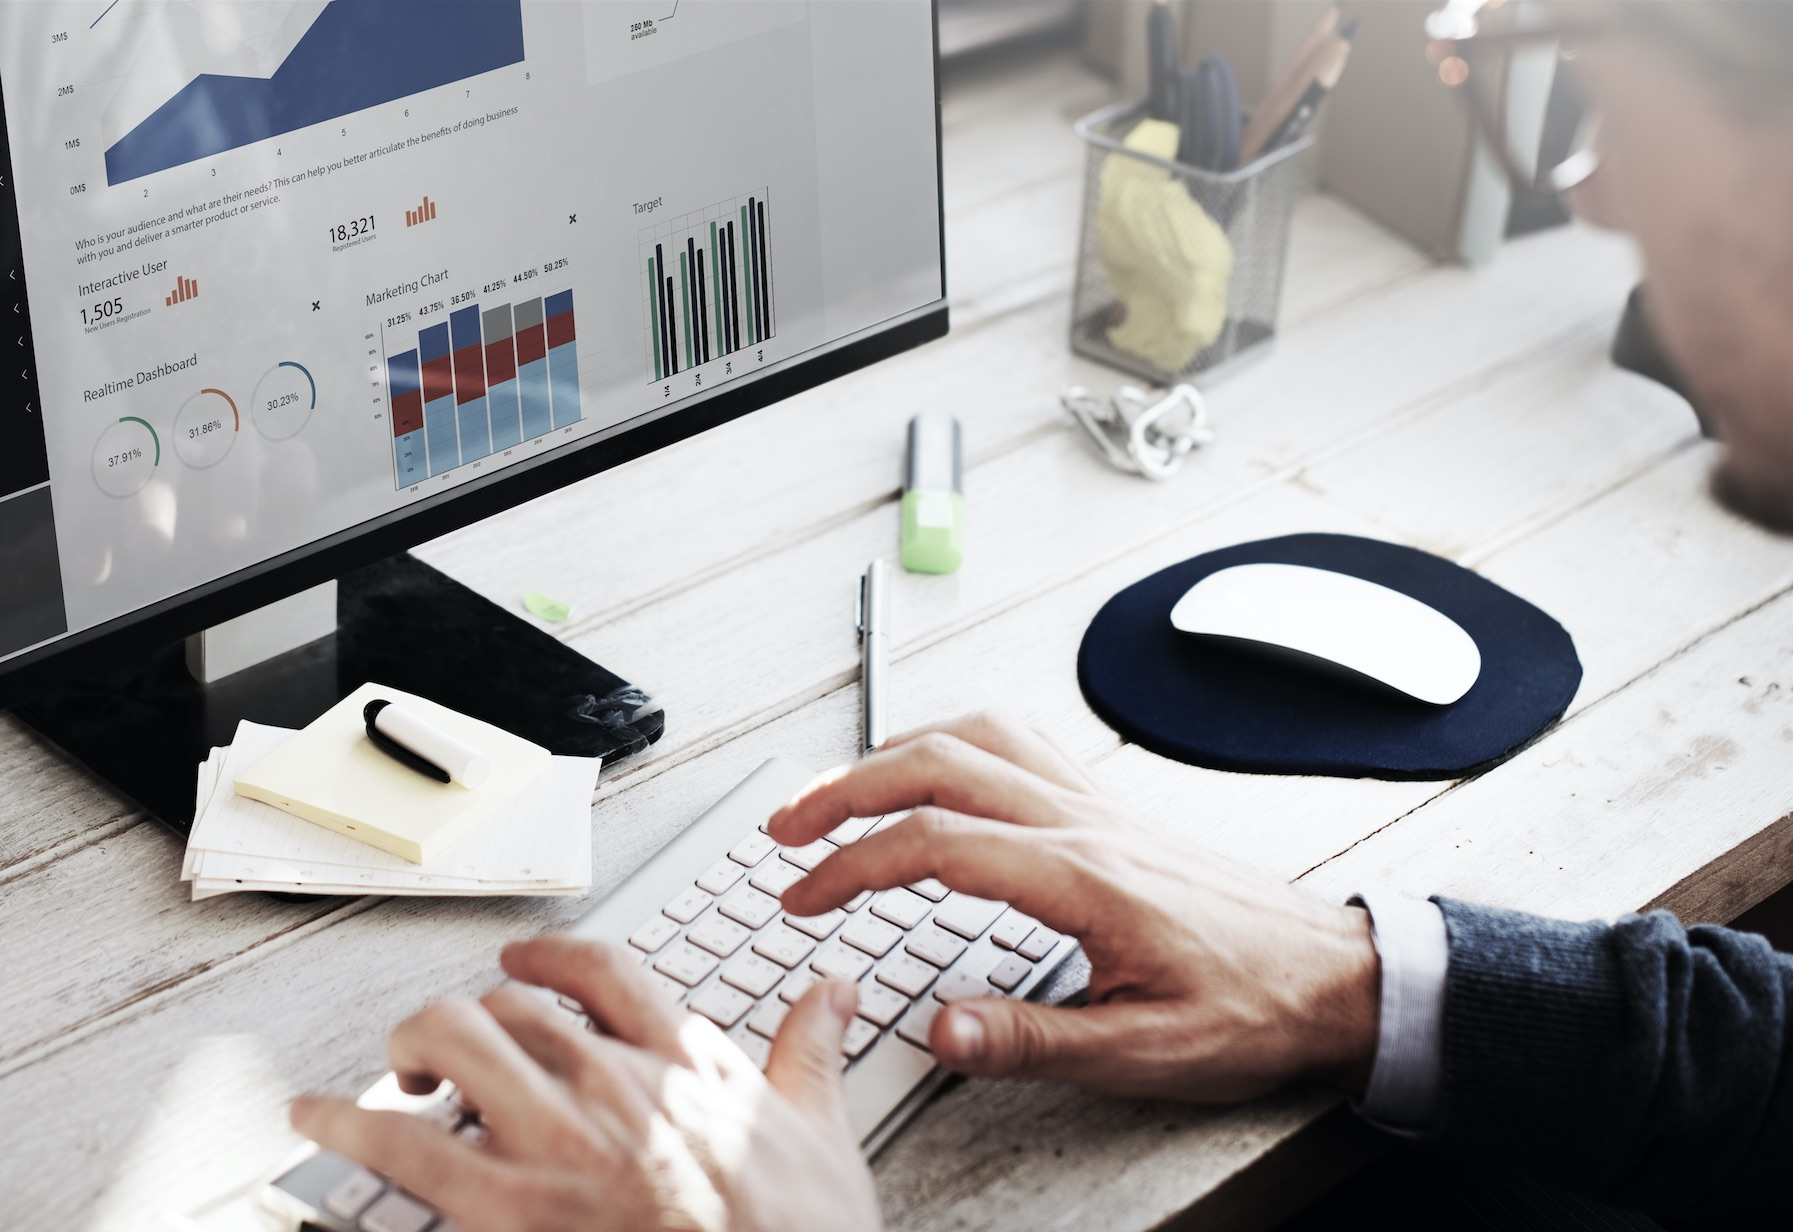 3M$
2M$
1M$
0M$
2 3 4 5 6 7 8
250 Mb
available
Who is your audience and what are their needs? This can help you better articulate the benefits of doing business
with you and deliver a smarter product or service.
Interactive User
1,505
New Users Registration
18,321
Registered Users
Realtime Dashboard
37.91%
31.86%
30.23%
Marketing Chart
31.25% 43.75% 36.50% 41.25% 44.50% 50.25%
Target
1/4 2/4 3/4 4/4